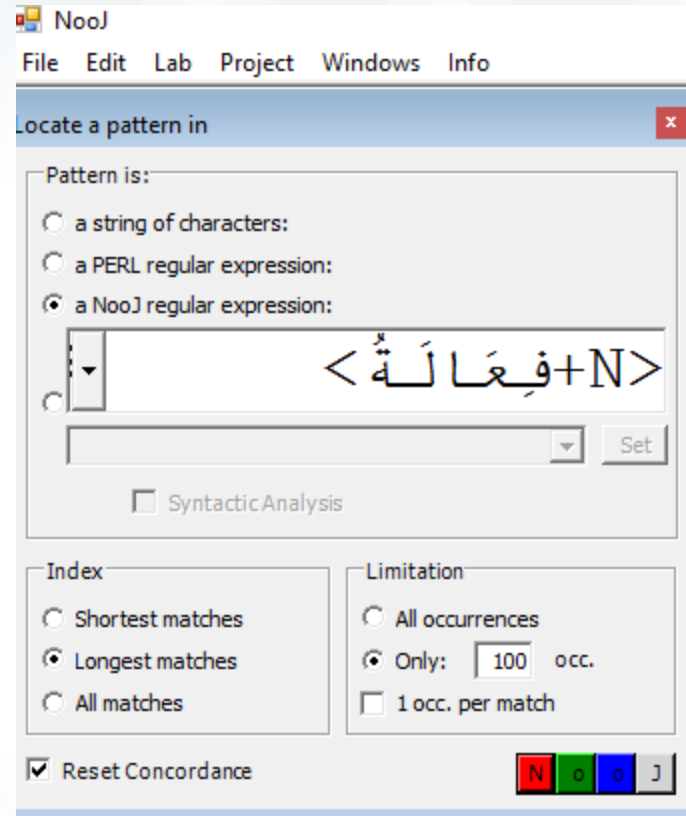 NooJ
File Edit Lab Project Windows Info
Locate a pattern in
x
Pattern is:
a string of characters:
a PERL regular expression:
a NooJ regular expression:
<N+فِعَالَةٌ>
Set
Syntactic Analysis
Index
Shortest matches
Longest matches
All matches
Limitation
All occurrences
Only: 100 occ.
1 occ. per match
Reset Concordance
N o o J